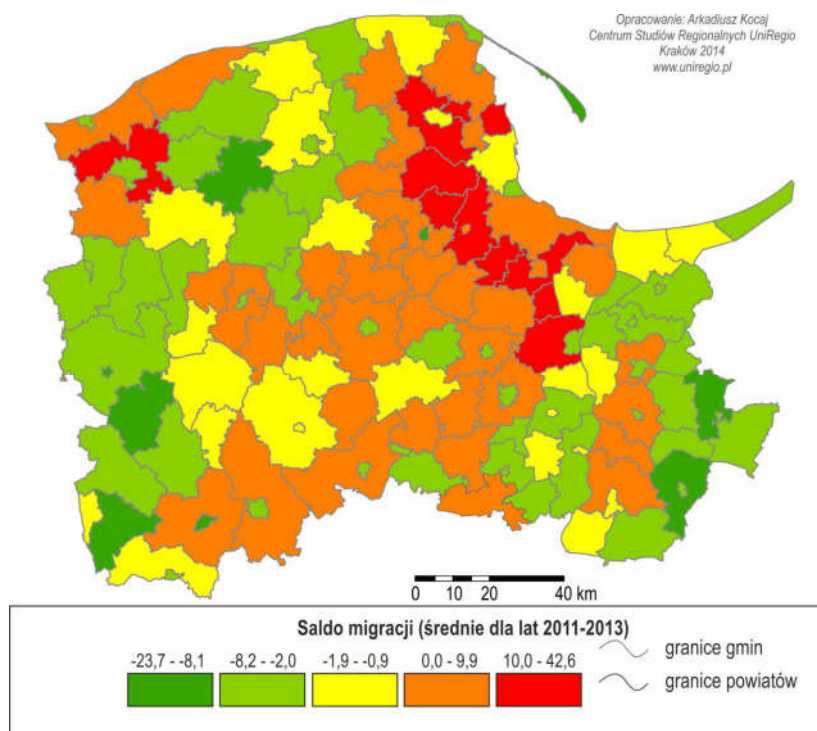 Opracowanie: Arkadiusz Kocaj
Centrum Studiów Regionalnych UniRegio
Kraków 2014
www.uniregio.pl
0 10 20 40 km
Saldo migracji (średnie dla lat 2011-2013)
-23,7 - -8,1 -8,2 - -2,0 -1,9 - -0,9 0,0 - 9,9 10,0 - 42,6
granice gmin
granice powiatów